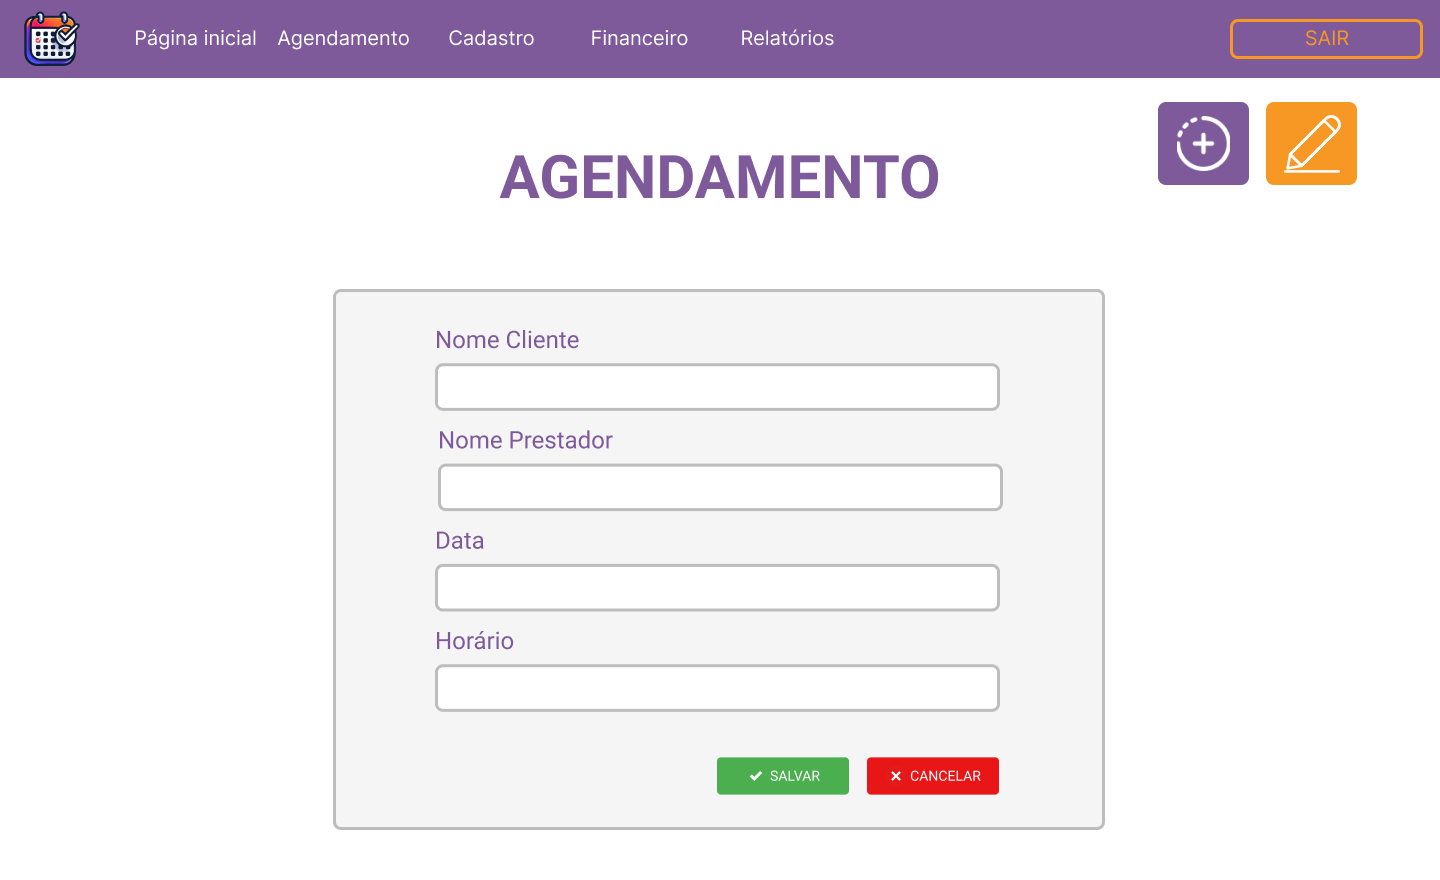 Página inicial Agendamento Cadastro Financeiro Relatórios SAIR
AGENDAMENTO
Nome Cliente
Nome Prestador
Data
Horário
SALVAR CANCELAR